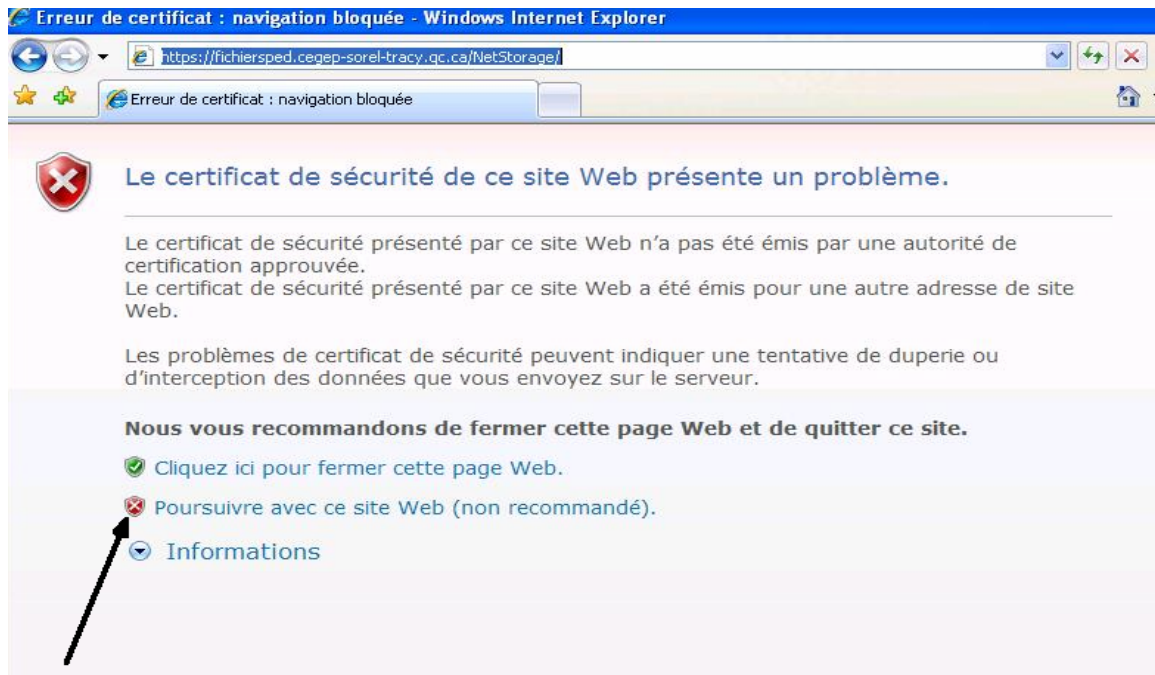 Erreur de certificat : navigation bloquée - Windows Internet Explorer
https://fichiersped.cegep-sorel-tracy.qc.ca/NetStorage/
Erreur de certificat : navigation bloquée
Le certificat de sécurité de ce site Web présente un problème.
Le certificat de sécurité présenté par ce site Web n’a pas été émis par une autorité de
certification approuvée.
Le certificat de sécurité présenté par ce site Web a été émis pour une autre adresse de site
Web.
Les problèmes de certificat de sécurité peuvent indiquer une tentative de duperie ou
d’interception des données que vous envoyez sur le serveur.
Nous vous recommandons de fermer cette page Web et de quitter ce site.
Cliquez ici pour fermer cette page Web.
Poursuivre avec ce site Web (non recommandé).
Informations